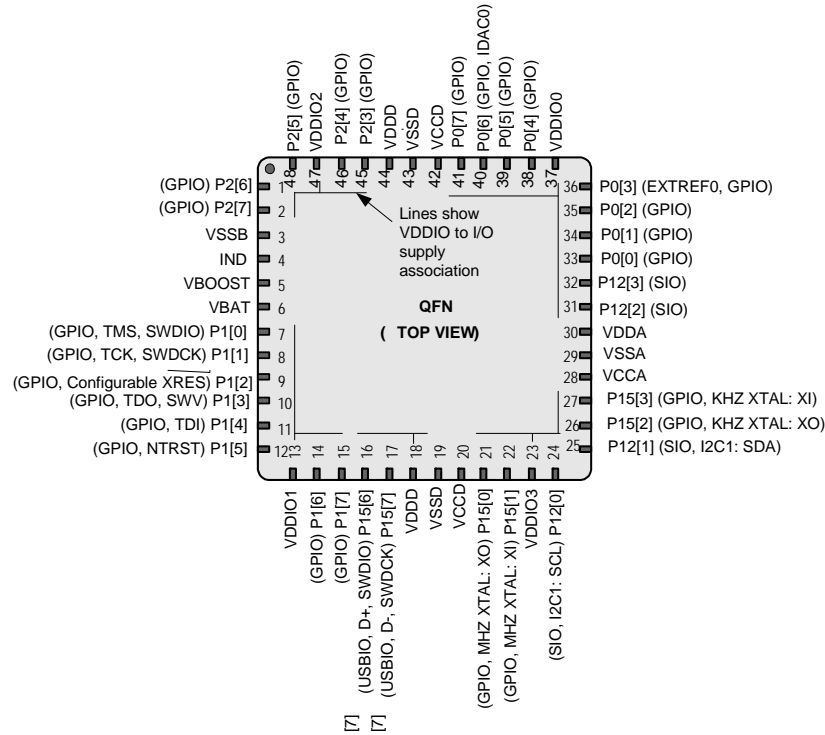 P2[5] (GPIO)
VDDIO2
P2[4] (GPIO)
P2[3] (GPIO)
VDDD
VSSD
VCCD
P0[7] (GPIO)
P0[6] (GPIO, IDAC0)
P0[5] (GPIO)
P0[4] (GPIO)
VDDIO0
48
47
46
45
44
43
42
41
40
39
38
37
(GPIO) P2[6] 1
(GPIO) P2[7] 2
VSSB 3
IND 4
VBOOST 5
VBAT 6
(GPIO, TMS, SWDIO) P1[0] 7
(GPIO, TCK, SWDCK) P1[1] 8
(GPIO, Configurable XRES) P1[2] 9
(GPIO, TDO, SWV) P1[3] 10
(GPIO, TDI) P1[4] 11
(GPIO, NTRST) P1[5] 12
Lines show
VDDIO to I/O
supply
association
QFN
( TOP VIEW)
36 P0[3] (EXTREF0, GPIO)
35 P0[2] (GPIO)
34 P0[1] (GPIO)
33 P0[0] (GPIO)
32 P12[3] (SIO)
31 P12[2] (SIO)
30 VDDA
29 VSSA
28 VCCA
27 P15[3] (GPIO, KHZ XTAL: XI)
26 P15[2] (GPIO, KHZ XTAL: XO)
25 P12[1] (SIO, I2C1: SDA)
13
14
15
16
17
18
19
20
21
22
23
24
VDDIO1
(GPIO) P1[6]
(GPIO) P1[7]
(USBIO, D+, SWDIO) P15[6]
(USBIO, D-, SWDCK) P15[7]
VDDD
VSSD
VCCD
(GPIO, MHZ XTAL: XO) P15[0]
(GPIO, MHZ XTAL: XI) P15[1]
VDDIO3
(SIO, I2C1: SCL) P12[0]
[7]
[7]